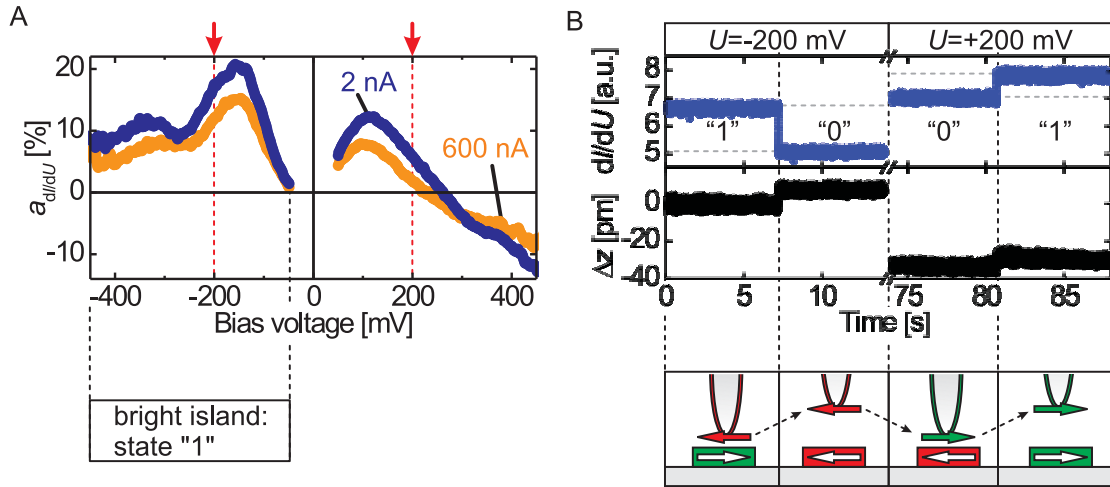 A
20
10
0
-10
a_dI/dU [%]
2 nA
600 nA
-400 -200 0 200 400
Bias voltage [mV]
bright island:
state "1"
B
U=-200 mV U=+200 mV
8
7
6
5
dI/dU [a.u.]
“1” “0” “0” “1”
0
-20
-40
Δz [pm]
0 5 10 75 80 85
Time [s]